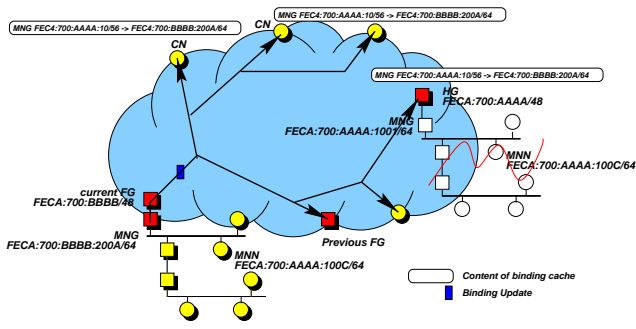 MNG FEC4:700:AAAA:10/56 -> FEC4:700:BBBB:200A/64
CN
MNG FEC4:700:AAAA:10/56 -> FEC4:700:BBBB:200A/64
CN
MNG FEC4:700:AAAA:10/56 -> FEC4:700:BBBB:200A/64
HG
FECA:700:AAAA/48
MNG
FECA:700:AAAA:1001/64
MNN
FECA:700:AAAA:100C/64
current FG
FECA:700:BBBB/48
MNG
FECA:700:BBBB:200A/64
Previous FG
MNN
FECA:700:AAAA:100C/64
Content of binding cache
Binding Update